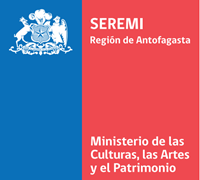 SEREMI
Región de Antofagasta
Ministerio de las
Culturas, las Artes
y el Patrimonio